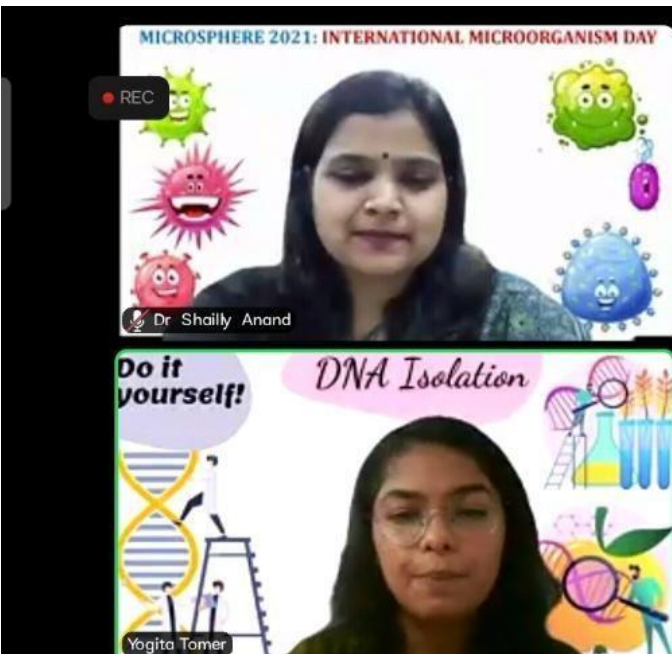 MICROSPHERE 2021: INTERNATIONAL MICROORGANISM DAY
REC
Dr Shailly Anand
Do it
yourself!
DNA Isolation
Yogita Tomer